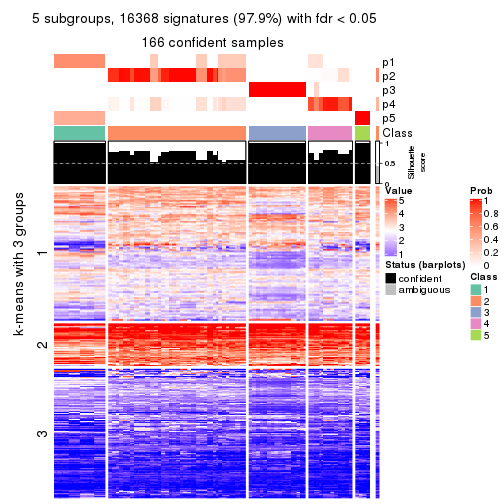 5 subgroups, 16368 signatures (97.9%) with fdr < 0.05
166 confident samples
p1
p2
p3
p4
p5
Class
1
0.5
0
Silhouette
score
k-means with 3 groups
1
2
3
Value
5
4
3
2
1
Status (barplots)
confident
ambiguous
Prob
1
0.8
0.6
0.4
0.2
0
Class
1
2
3
4
5